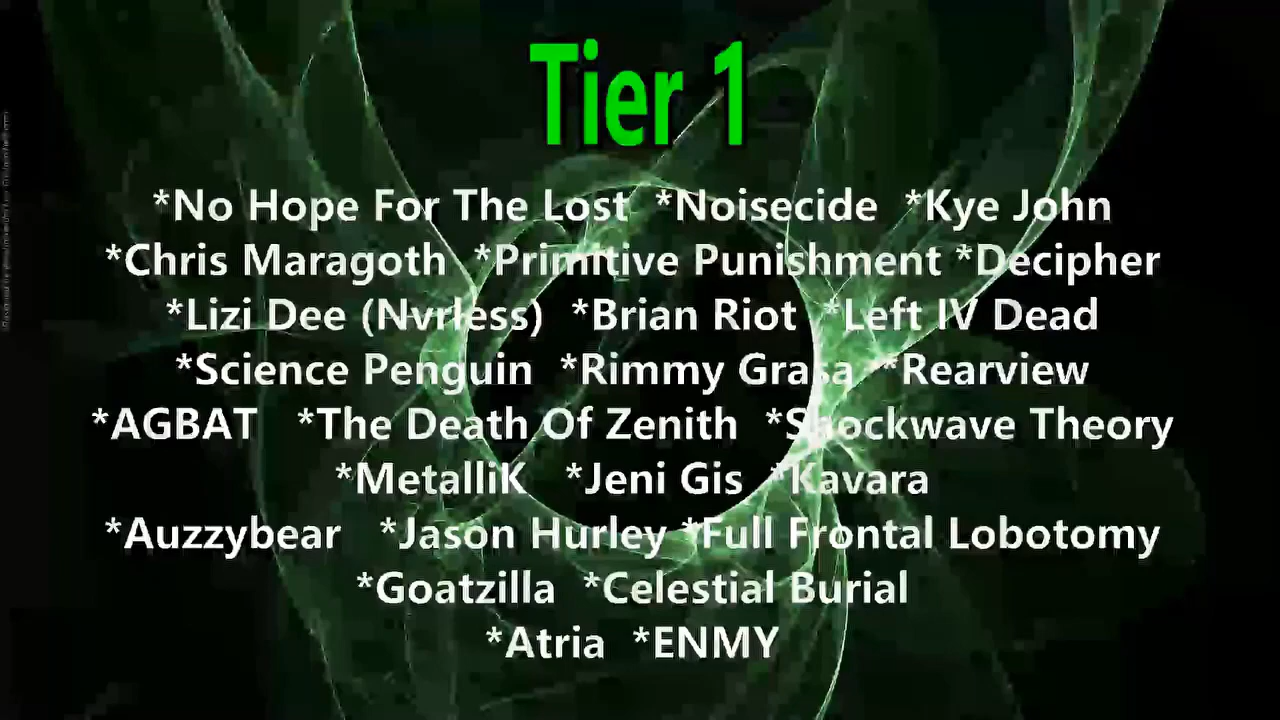 Tier 1
*No Hope For The Lost *Noisecide *Kye John
*Chris Maragoth *Primitive Punishment *Decipher
*Lizi Dee (Nvrless) *Brian Riot *Left IV Dead
*Science Penguin *Rimmy Grasa *Rearview
*AGBAT *The Death Of Zenith *Shockwave Theory
*MetalliK *Jeni Gis *Kavara
*Auzzybear *Jason Hurley *Full Frontal Lobotomy
*Goatzilla *Celestial Burial
*Atria *ENMY